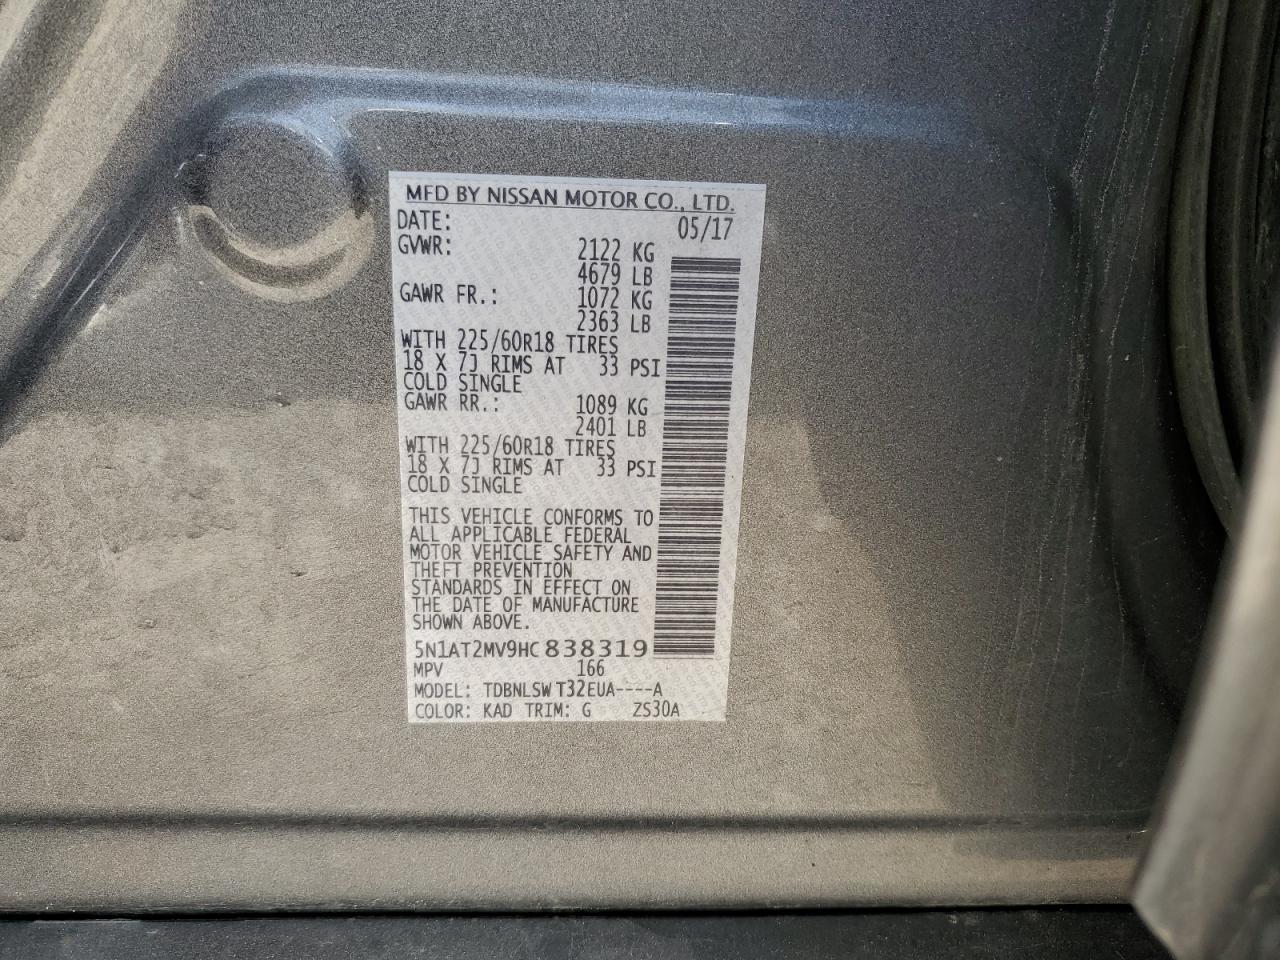 MFD BY NISSAN MOTOR CO., LTD.
DATE: 05/17
GVWR: 2122 KG
4679 LB
GAWR FR.: 1072 KG
2363 LB
WITH 225/60R18 TIRES
18 X 7J RIMS AT 33 PSI
COLD SINGLE
GAWR RR.: 1089 KG
2401 LB
WITH 225/60R18 TIRES
18 X 7J RIMS AT 33 PSI
COLD SINGLE
THIS VEHICLE CONFORMS TO
ALL APPLICABLE FEDERAL
MOTOR VEHICLE SAFETY AND
THEFT PREVENTION
STANDARDS IN EFFECT ON
THE DATE OF MANUFACTURE
SHOWN ABOVE.
5N1AT2MV9HC838319
MPV 166
MODEL: TDBNLSW T32EUA----A
COLOR: KAD TRIM: G ZS30A